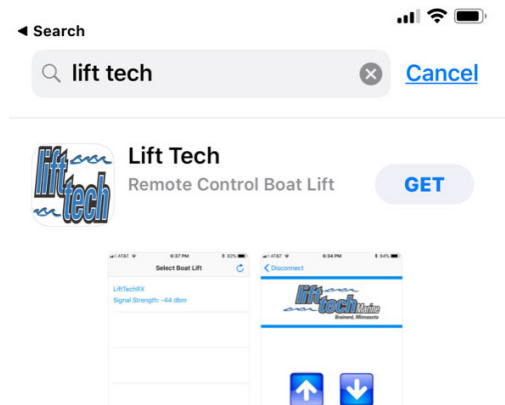 ◀ Search
lift tech
Cancel
lift
tech
Lift Tech
Remote Control Boat Lift
GET
AT&T 6:37 PM 82%
Select Boat Lift
LiftTechRX
Signal Strength: -44 dbm
AT&T 6:34 PM 84%
Disconnect
lift
tech Marine
Brainerd, Minnesota